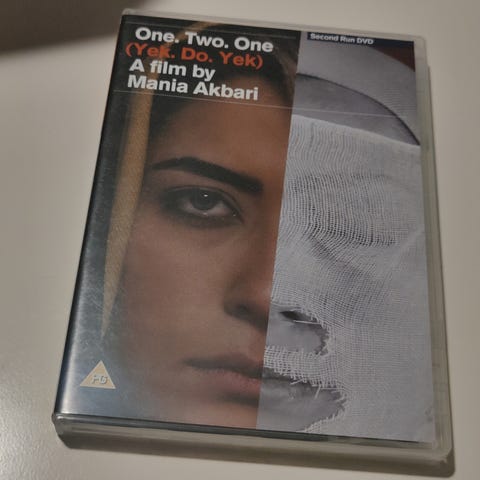 One. Two. One
(Yek. Do. Yek)
A film by
Mania Akbari
Second Run DVD
PG